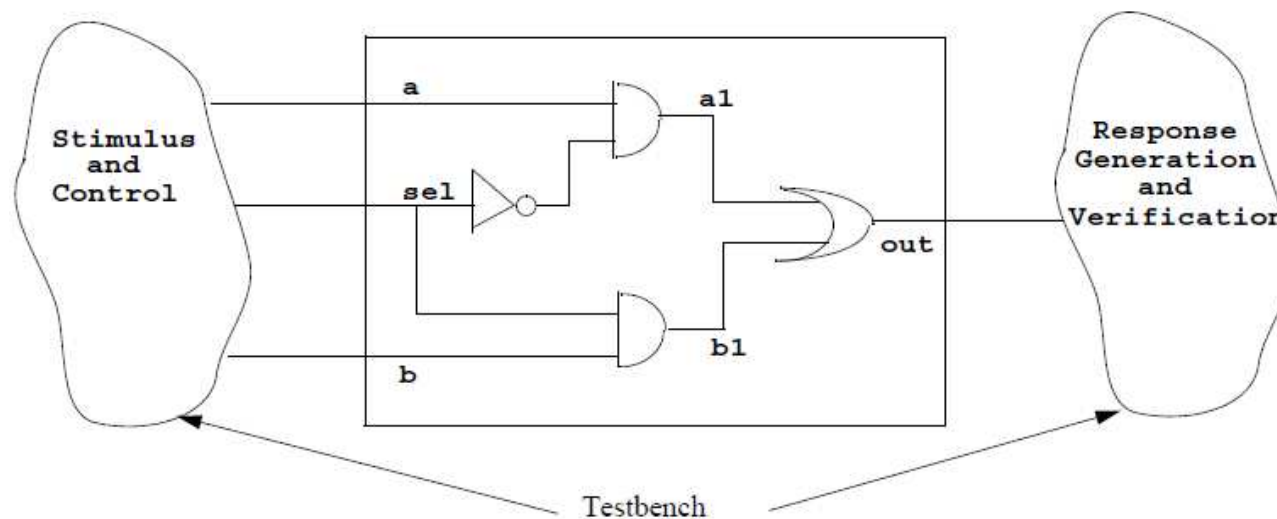 Stimulus
and
Control
a
sel
b
a1
b1
out
Response
Generation
and
Verification
Testbench